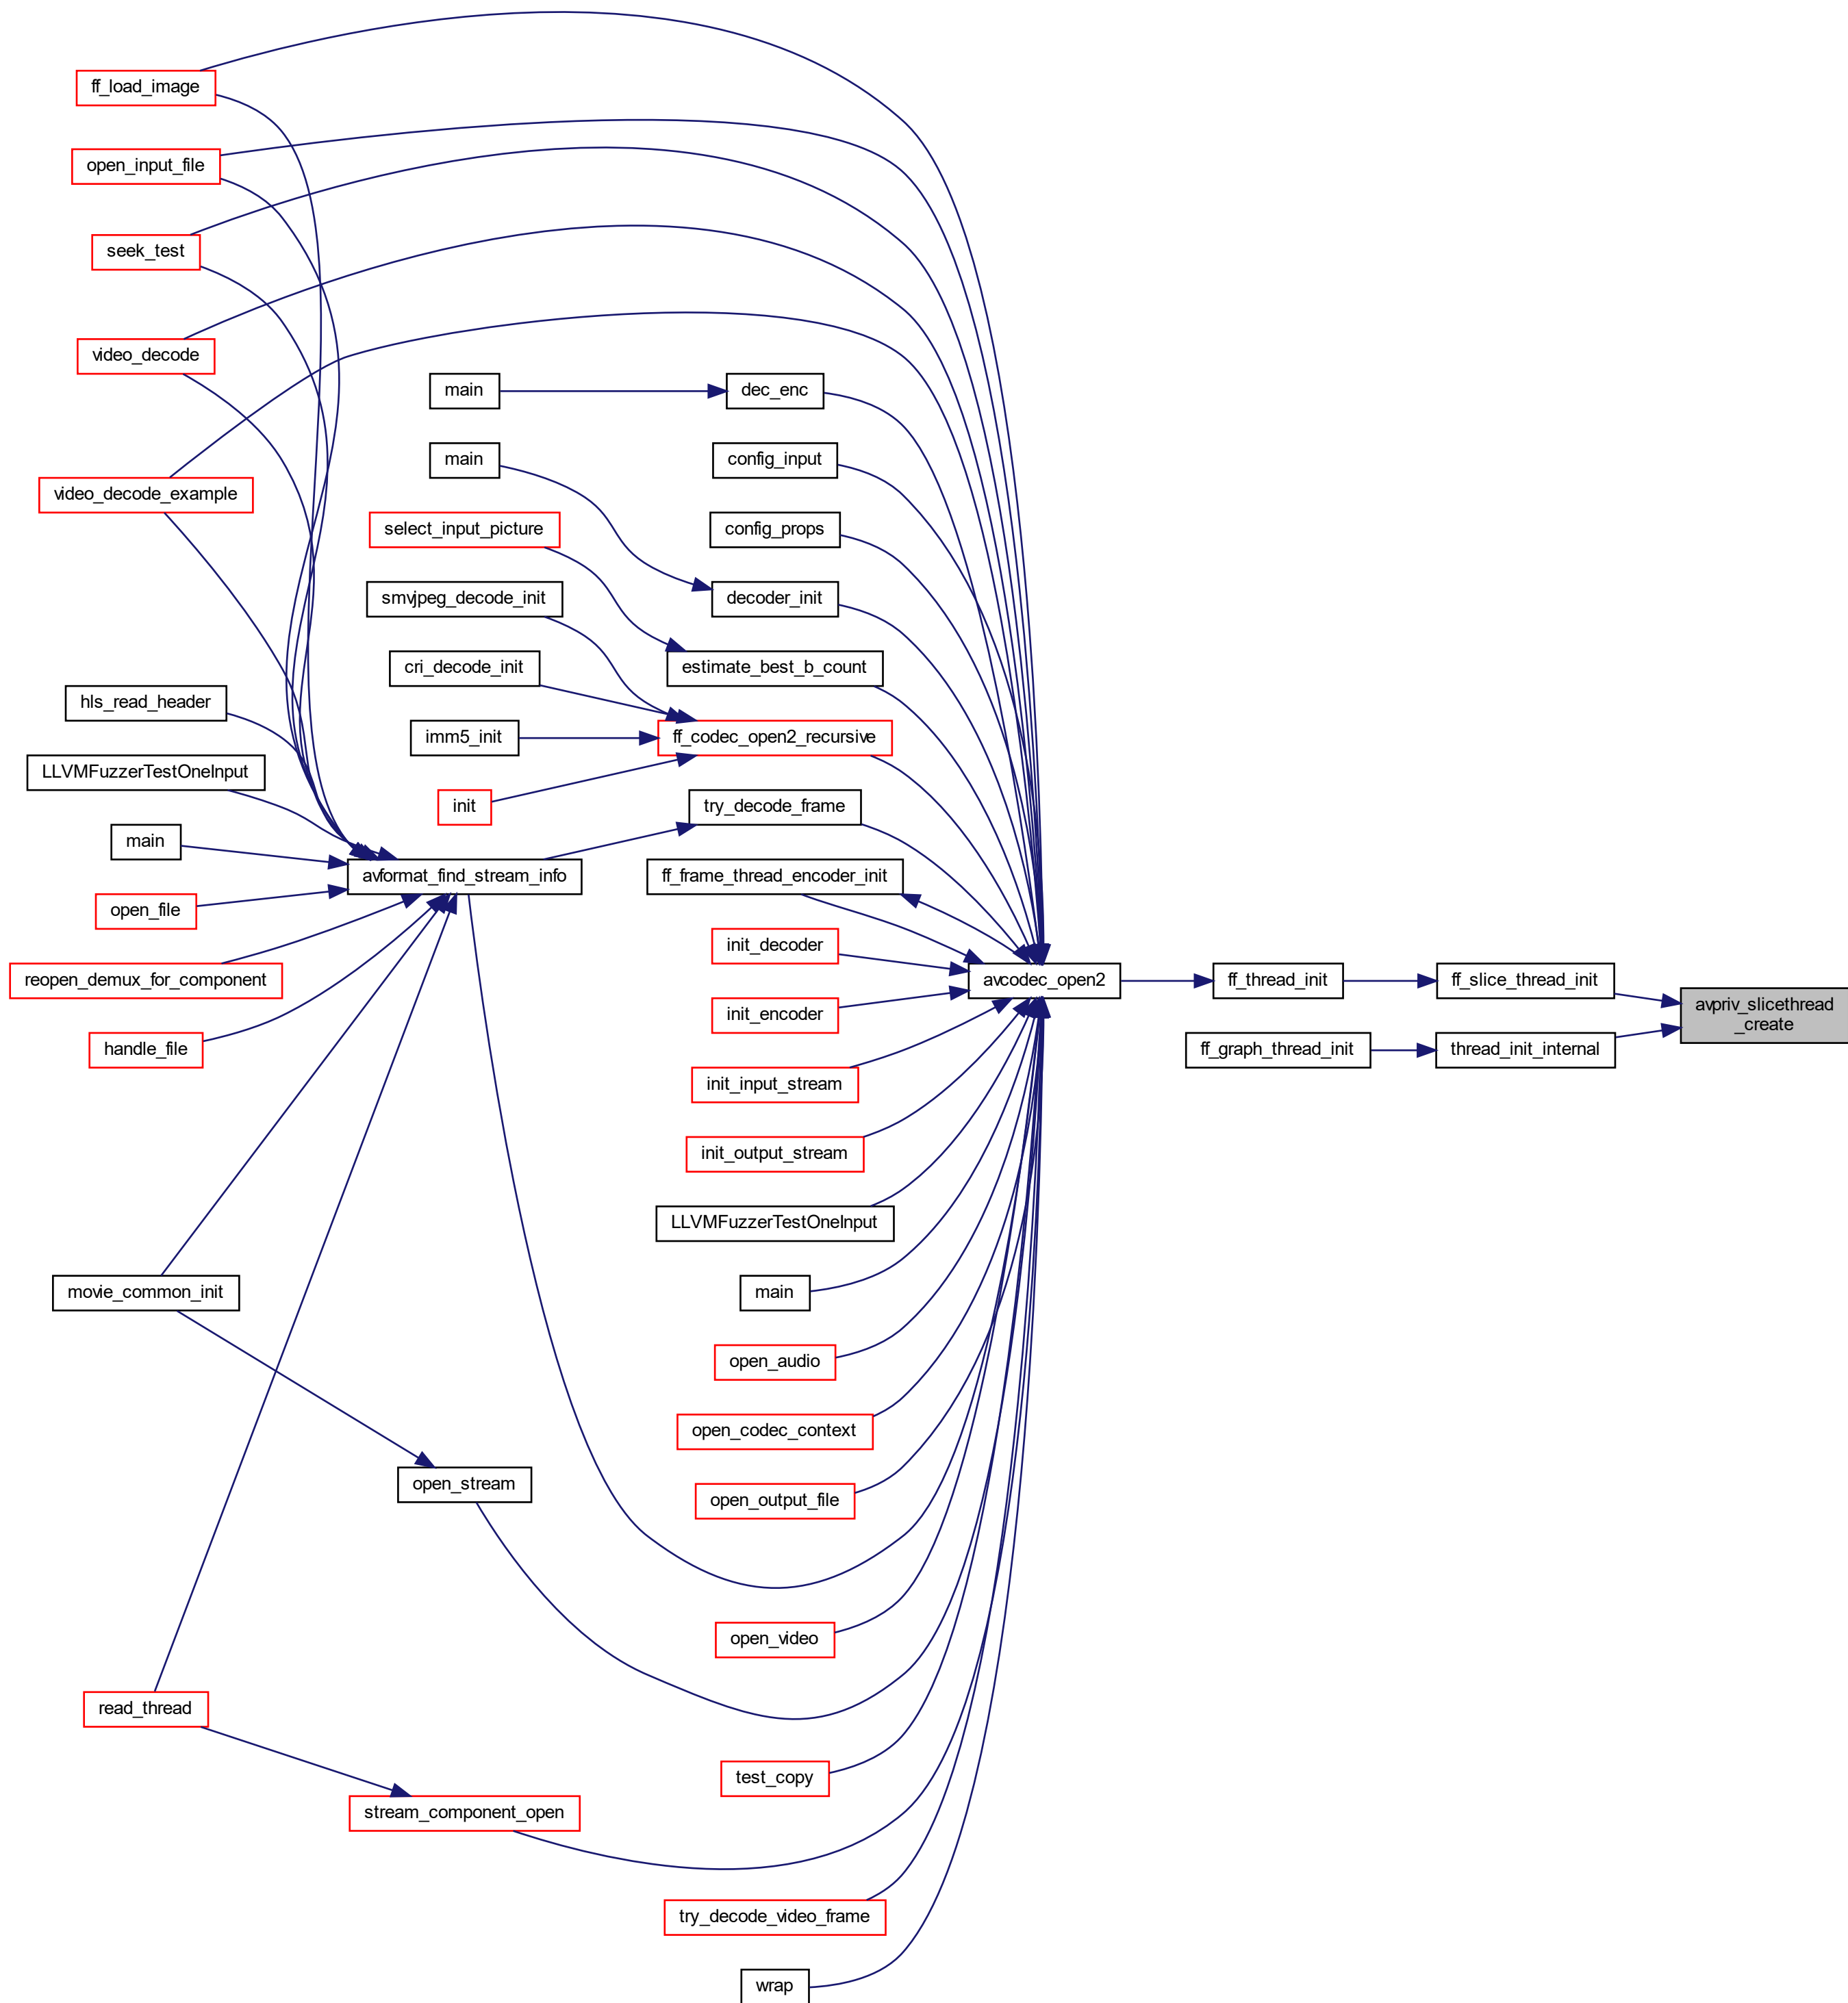 ff_load_image
open_input_file
seek_test
video_decode
main
dec_enc
main
config_input
video_decode_example
select_input_picture
config_props
smvjpeg_decode_init
decoder_init
cri_decode_init
estimate_best_b_count
hls_read_header
imm5_init
ff_codec_open2_recursive
LLVMFuzzerTestOneInput
init
try_decode_frame
main
avformat_find_stream_info
ff_frame_thread_encoder_init
open_file
init_decoder
reopen_demux_for_component
avcodec_open2
ff_thread_init
ff_slice_thread_init
avpriv_slicethread
_create
init_encoder
handle_file
ff_graph_thread_init
thread_init_internal
init_input_stream
init_output_stream
LLVMFuzzerTestOneInput
movie_common_init
main
open_audio
open_codec_context
open_stream
open_output_file
open_video
read_thread
test_copy
stream_component_open
try_decode_video_frame
wrap